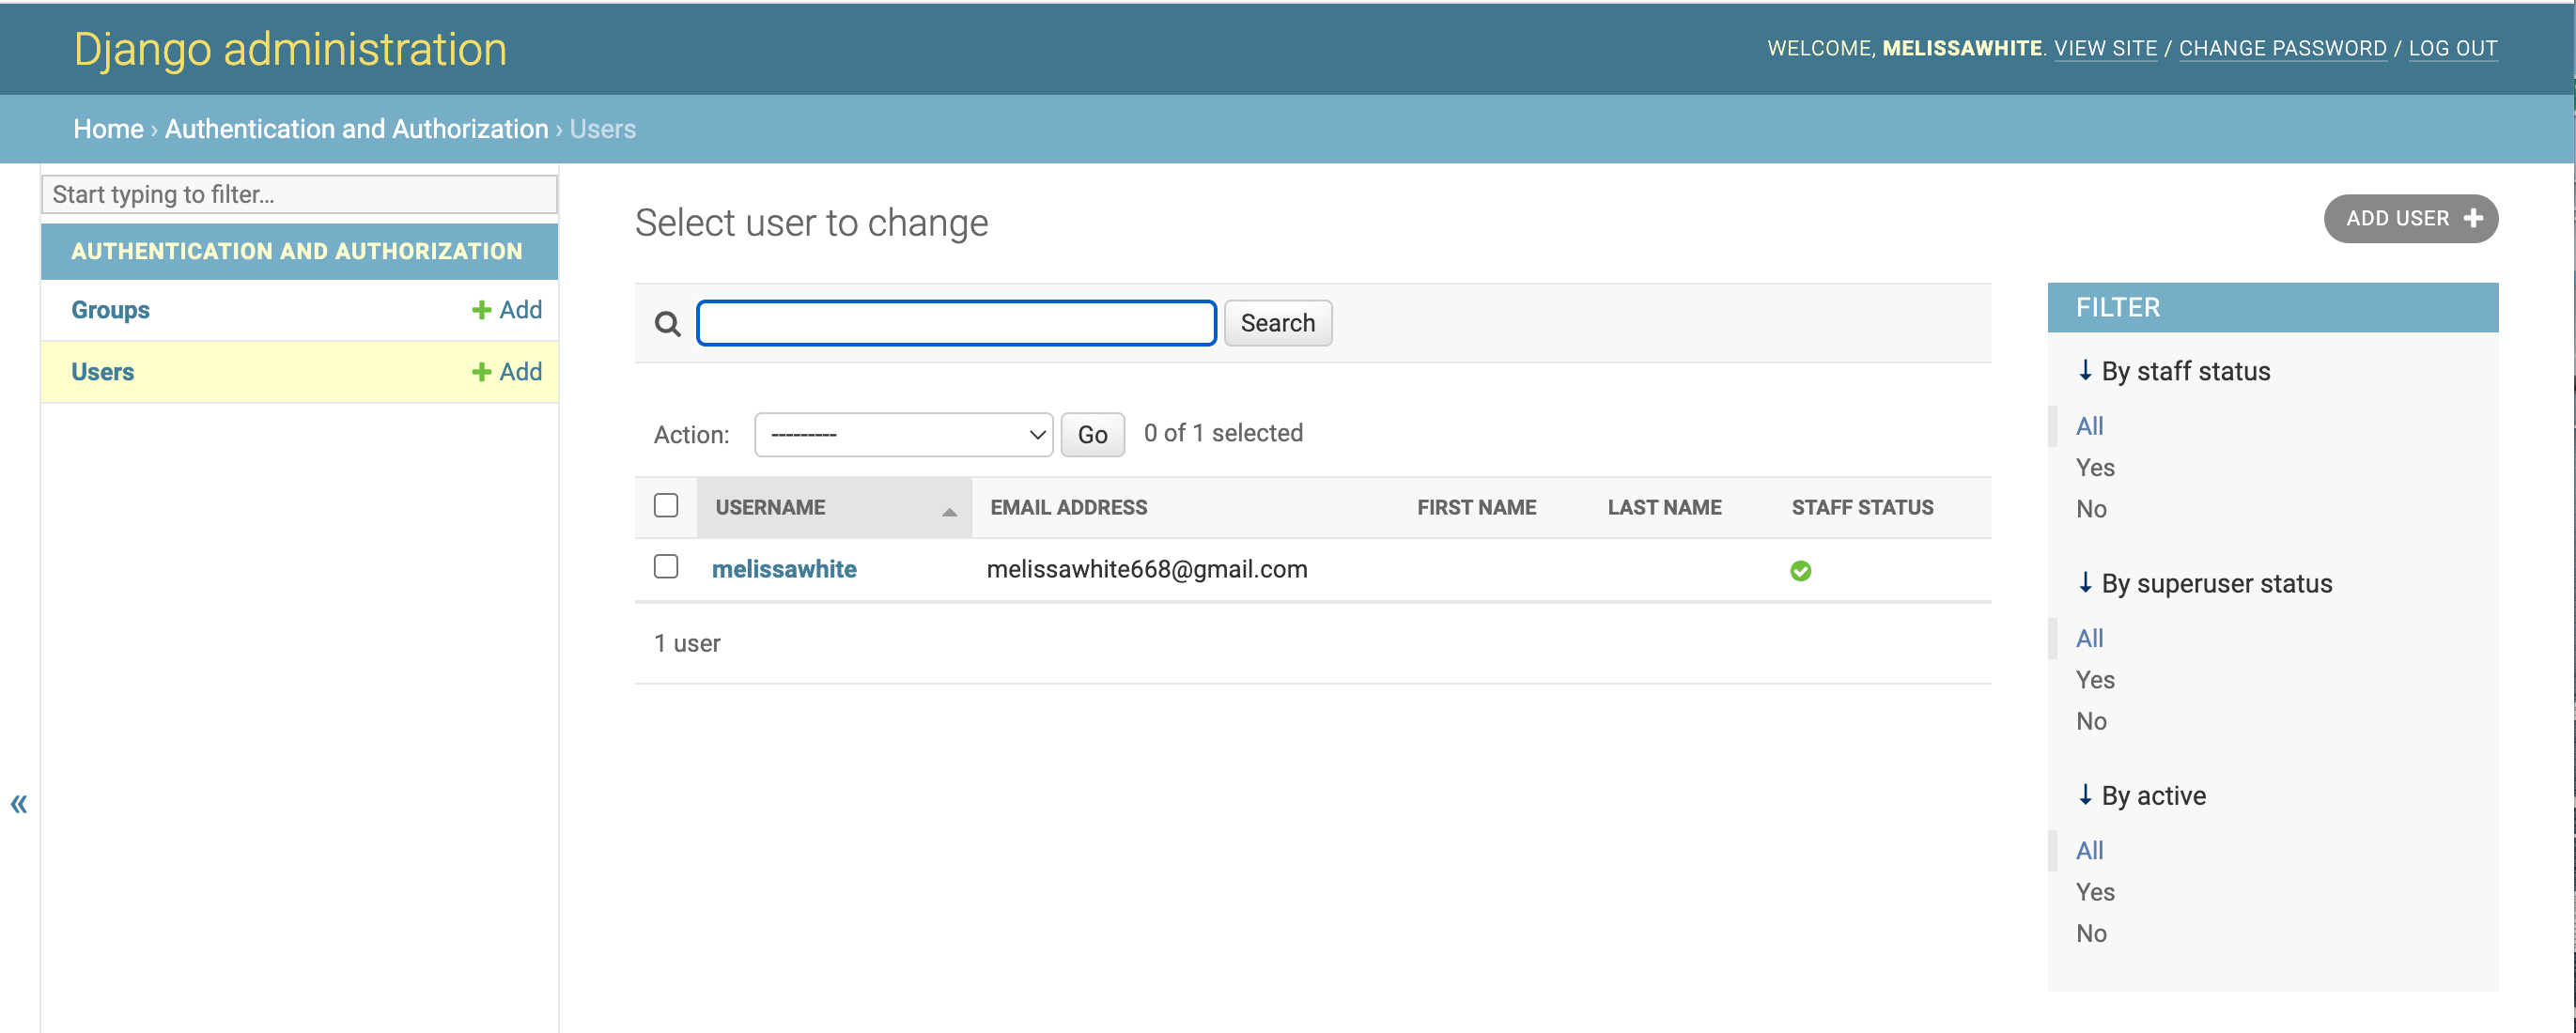 Django administration
WELCOME, MELISSAWHITE. VIEW SITE / CHANGE PASSWORD / LOG OUT
Home › Authentication and Authorization › Users
Start typing to filter...
AUTHENTICATION AND AUTHORIZATION
Groups + Add
Users + Add
«
Select user to change
ADD USER +
Search
Action: --------- Go 0 of 1 selected
USERNAME EMAIL ADDRESS FIRST NAME LAST NAME STAFF STATUS
melissawhite melissawhite668@gmail.com
1 user
FILTER
↓ By staff status
All
Yes
No
↓ By superuser status
All
Yes
No
↓ By active
All
Yes
No